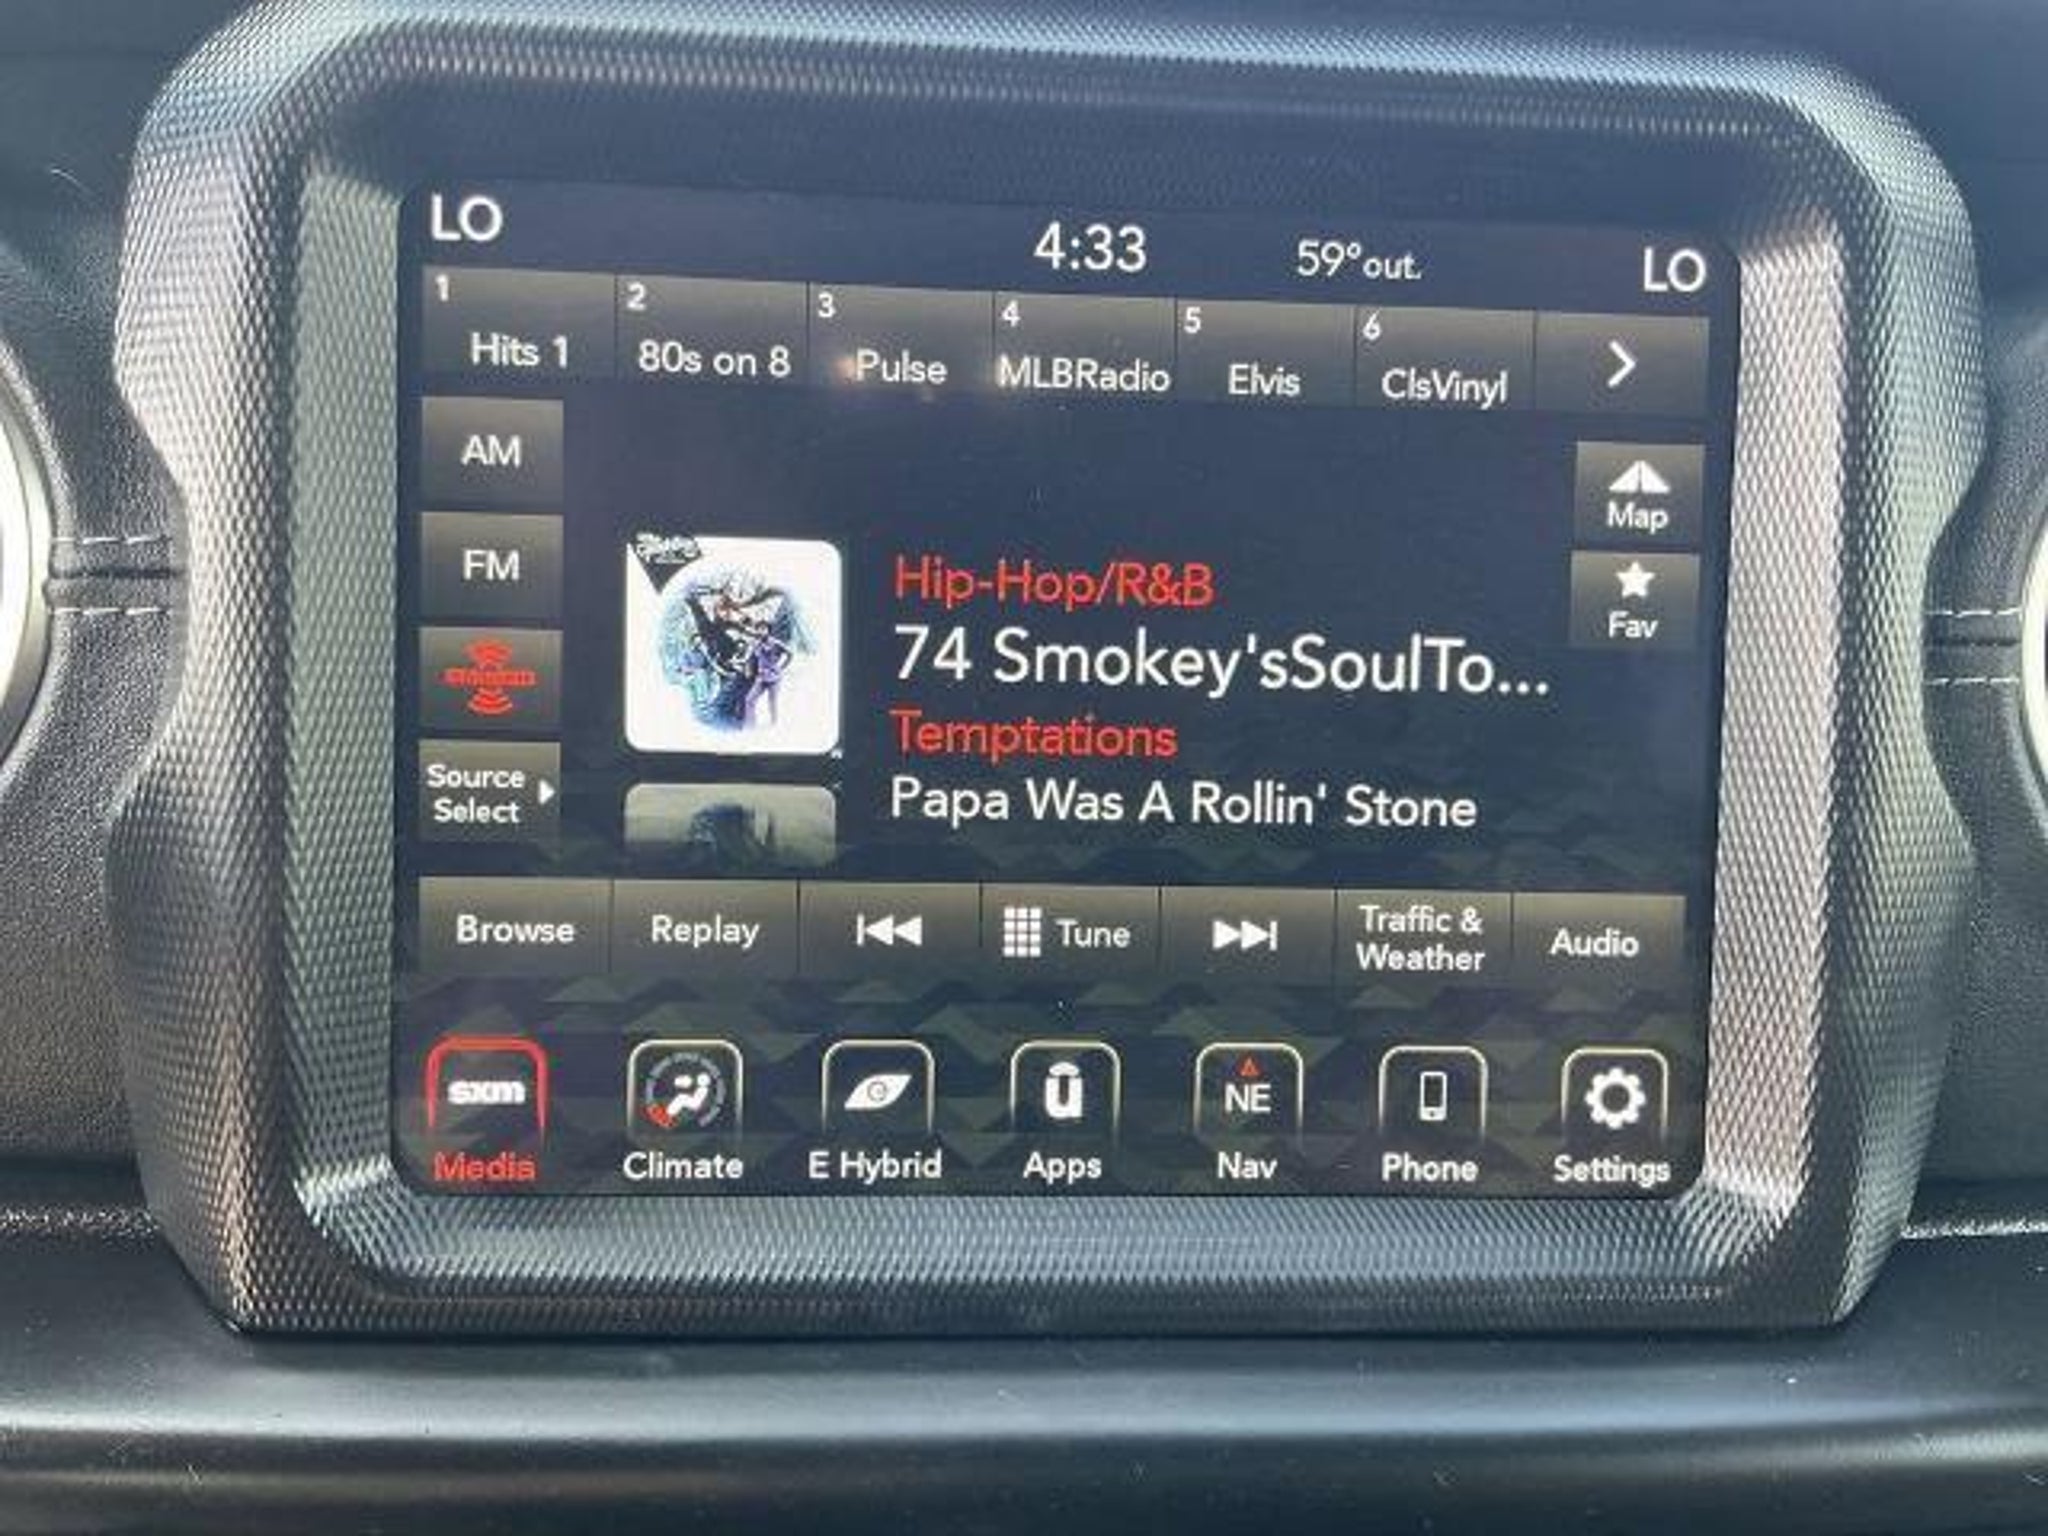 LO 4:33 59°out. LO
1 2 3 4 5 6
Hits 1 80s on 8 Pulse MLBRadio Elvis ClsVinyl
AM
FM
Source
Select
Map
Fav
Hip-Hop/R&B
74 Smokey'sSoulTo...
Temptations
Papa Was A Rollin' Stone
Browse Replay Tune Traffic &
Weather Audio
sxm NE
Media Climate E Hybrid Apps Nav Phone Settings